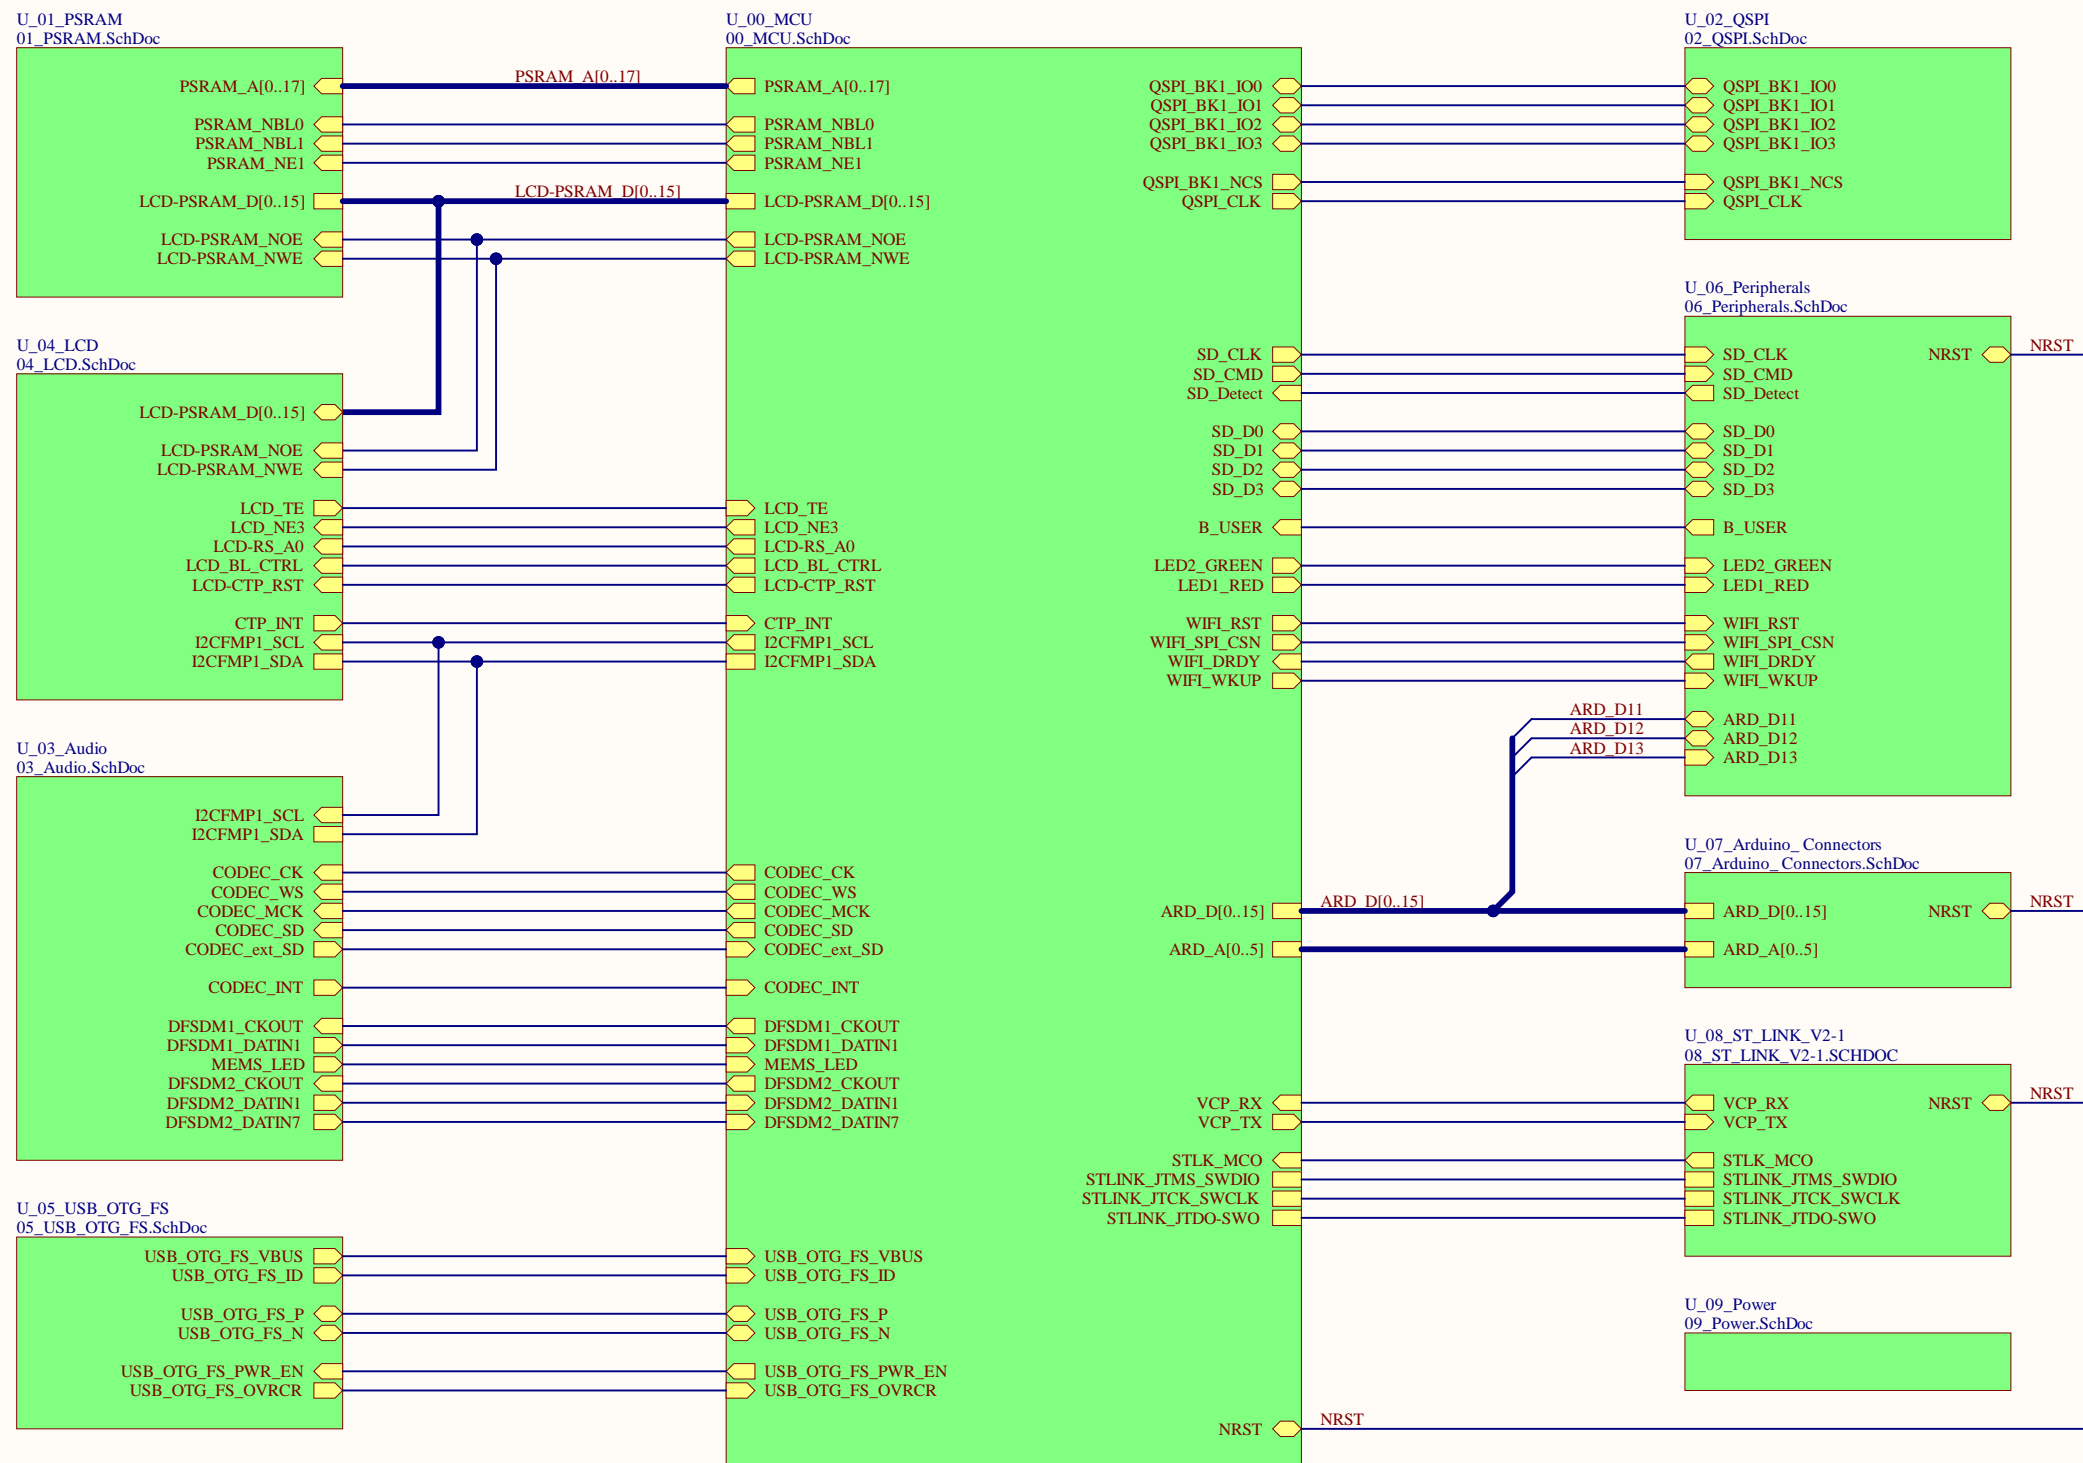 U_01_PSRAM
01_PSRAM.SchDoc
PSRAM_A[0..17]
PSRAM_NBL0
PSRAM_NBL1
PSRAM_NE1
LCD-PSRAM_D[0..15]
LCD-PSRAM_NOE
LCD-PSRAM_NWE
PSRAM_A[0..17]
LCD-PSRAM_D[0..15]
U_04_LCD
04_LCD.SchDoc
LCD-PSRAM_D[0..15]
LCD-PSRAM_NOE
LCD-PSRAM_NWE
LCD_TE
LCD_NE3
LCD-RS_A0
LCD_BL_CTRL
LCD-CTP_RST
CTP_INT
I2CFMP1_SCL
I2CFMP1_SDA
U_03_Audio
03_Audio.SchDoc
I2CFMP1_SCL
I2CFMP1_SDA
CODEC_CK
CODEC_WS
CODEC_MCK
CODEC_SD
CODEC_ext_SD
CODEC_INT
DFSDM1_CKOUT
DFSDM1_DATIN1
MEMS_LED
DFSDM2_CKOUT
DFSDM2_DATIN1
DFSDM2_DATIN7
U_05_USB_OTG_FS
05_USB_OTG_FS.SchDoc
USB_OTG_FS_VBUS
USB_OTG_FS_ID
USB_OTG_FS_P
USB_OTG_FS_N
USB_OTG_FS_PWR_EN
USB_OTG_FS_OVRCR
U_00_MCU
00_MCU.SchDoc
PSRAM_A[0..17]
PSRAM_NBL0
PSRAM_NBL1
PSRAM_NE1
LCD-PSRAM_D[0..15]
LCD-PSRAM_NOE
LCD-PSRAM_NWE
LCD_TE
LCD_NE3
LCD-RS_A0
LCD_BL_CTRL
LCD-CTP_RST
CTP_INT
I2CFMP1_SCL
I2CFMP1_SDA
CODEC_CK
CODEC_WS
CODEC_MCK
CODEC_SD
CODEC_ext_SD
CODEC_INT
DFSDM1_CKOUT
DFSDM1_DATIN1
MEMS_LED
DFSDM2_CKOUT
DFSDM2_DATIN1
DFSDM2_DATIN7
USB_OTG_FS_VBUS
USB_OTG_FS_ID
USB_OTG_FS_P
USB_OTG_FS_N
USB_OTG_FS_PWR_EN
USB_OTG_FS_OVRCR
QSPI_BK1_IO0
QSPI_BK1_IO1
QSPI_BK1_IO2
QSPI_BK1_IO3
QSPI_BK1_NCS
QSPI_CLK
SD_CLK
SD_CMD
SD_Detect
SD_D0
SD_D1
SD_D2
SD_D3
B_USER
LED2_GREEN
LED1_RED
WIFI_RST
WIFI_SPI_CSN
WIFI_DRDY
WIFI_WKUP
ARD_D[0..15]
ARD_A[0..5]
VCP_RX
VCP_TX
STLK_MCO
STLINK_JTMS_SWDIO
STLINK_JTCK_SWCLK
STLINK_JTDO-SWO
NRST
ARD_D11
ARD_D12
ARD_D13
ARD_D[0..15]
NRST
U_02_QSPI
02_QSPI.SchDoc
QSPI_BK1_IO0
QSPI_BK1_IO1
QSPI_BK1_IO2
QSPI_BK1_IO3
QSPI_BK1_NCS
QSPI_CLK
U_06_Peripherals
06_Peripherals.SchDoc
SD_CLK NRST NRST
SD_CMD
SD_Detect
SD_D0
SD_D1
SD_D2
SD_D3
B_USER
LED2_GREEN
LED1_RED
WIFI_RST
WIFI_SPI_CSN
WIFI_DRDY
WIFI_WKUP
ARD_D11
ARD_D12
ARD_D13
U_07_Arduino_ Connectors
07_Arduino_ Connectors.SchDoc
ARD_D[0..15] NRST NRST
ARD_A[0..5]
U_08_ST_LINK_V2-1
08_ST_LINK_V2-1.SCHDOC
VCP_RX NRST NRST
VCP_TX
STLK_MCO
STLINK_JTMS_SWDIO
STLINK_JTCK_SWCLK
STLINK_JTDO-SWO
U_09_Power
09_Power.SchDoc